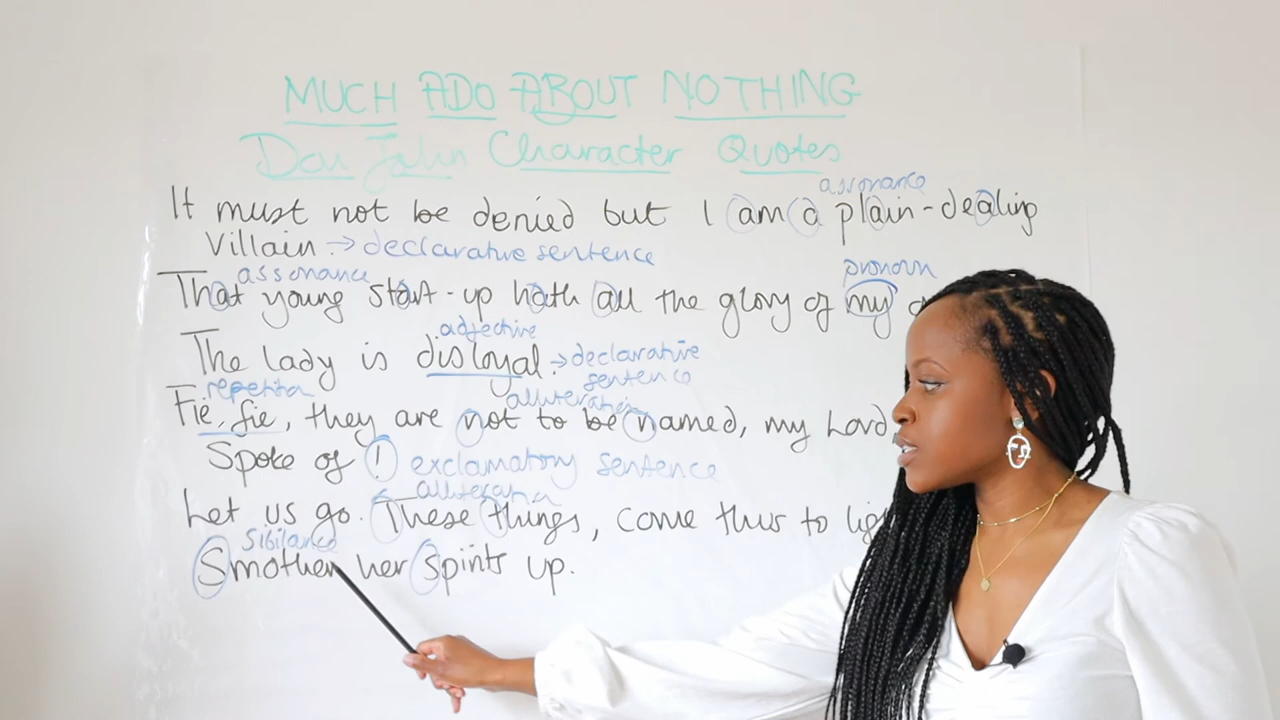 MUCH ADO ABOUT NOTHING
Don John Character Quotes
assonance
It must not be denied but I am a plain-dealing
villain. → declarative sentence
assonance pronoun
That young start-up hath all the glory of my
adjective
The lady is disloyal. → declarative
sentence
repetition alliteration
Fie, fie, they are not to be named, my Lord
Spoke of ! exclamatory sentence
alliteration
Let us go. These things, come thus to
sibilance
Smother her spirits up.